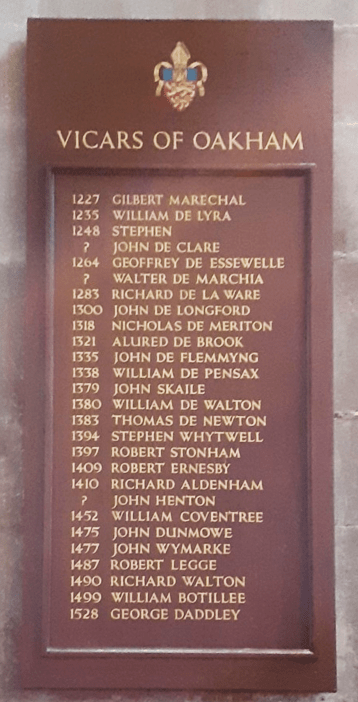 VICARS OF OAKHAM
1227 GILBERT MARECHAL
1235 WILLIAM DE LYRA
1248 STEPHEN
? JOHN DE CLARE
1264 GEOFFREY DE ESSEWELLE
? WALTER DE MARCHIA
1283 RICHARD DE LA WARE
1300 JOHN DE LONGFORD
1318 NICHOLAS DE MERITON
1321 ALURED DE BROOK
1335 JOHN DE FLEMMYNG
1338 WILLIAM DE PENSAX
1379 JOHN SKAILE
1380 WILLIAM DE WALTON
1383 THOMAS DE NEWTON
1394 STEPHEN WHYTWELL
1397 ROBERT STONHAM
1409 ROBERT ERNESBY
1410 RICHARD ALDENHAM
? JOHN HENTON
1452 WILLIAM COVENTREE
1475 JOHN DUNMOWE
1477 JOHN WYMARKE
1487 ROBERT LEGGE
1490 RICHARD WALTON
1499 WILLIAM BOTILLEE
1528 GEORGE DADDLEY